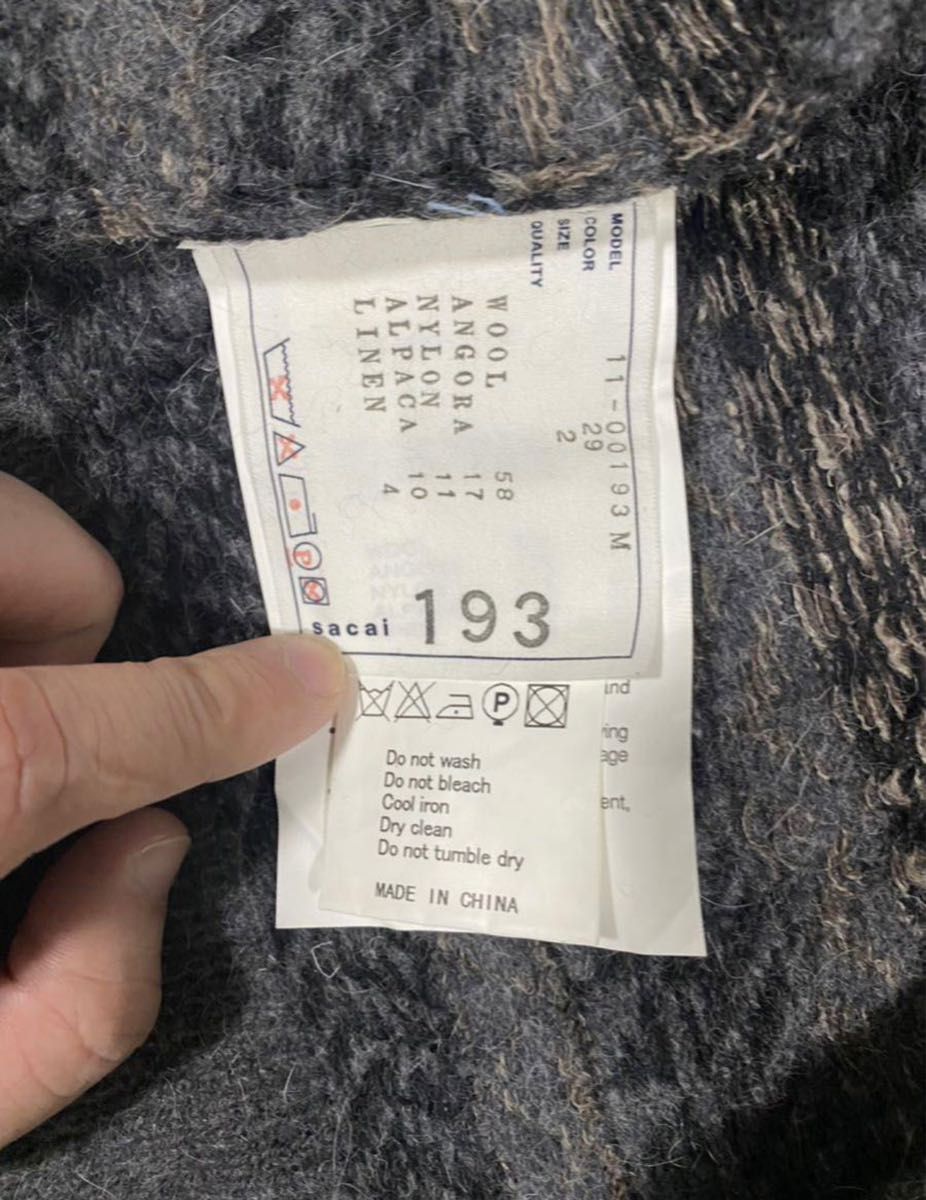 MODEL 11-00193M
COLOR 29
SIZE 2
QUALITY
WOOL 58
ANGORA 17
NYLON 11
ALPACA 10
LINEN 4
sacai 193
P
P
Do not wash
Do not bleach
Cool iron
Dry clean
Do not tumble dry
MADE IN CHINA
ent,